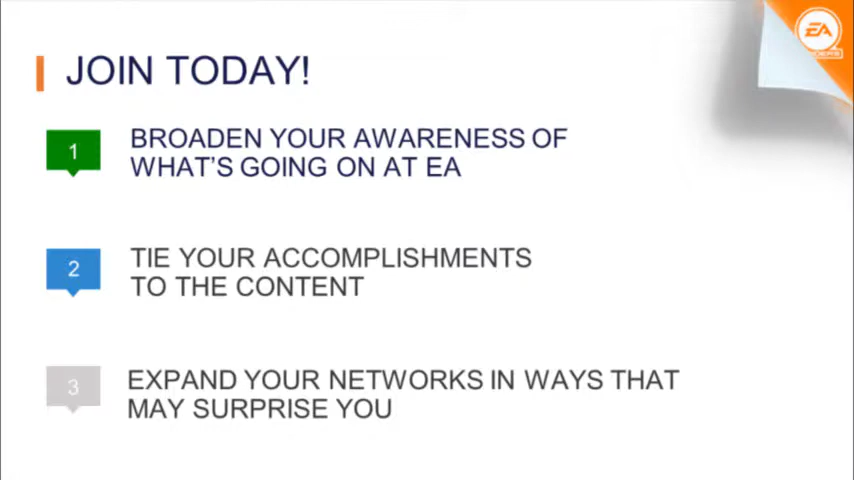 JOIN TODAY!
1
BROADEN YOUR AWARENESS OF
WHAT'S GOING ON AT EA
2
TIE YOUR ACCOMPLISHMENTS
TO THE CONTENT
3
EXPAND YOUR NETWORKS IN WAYS THAT
MAY SURPRISE YOU
EA